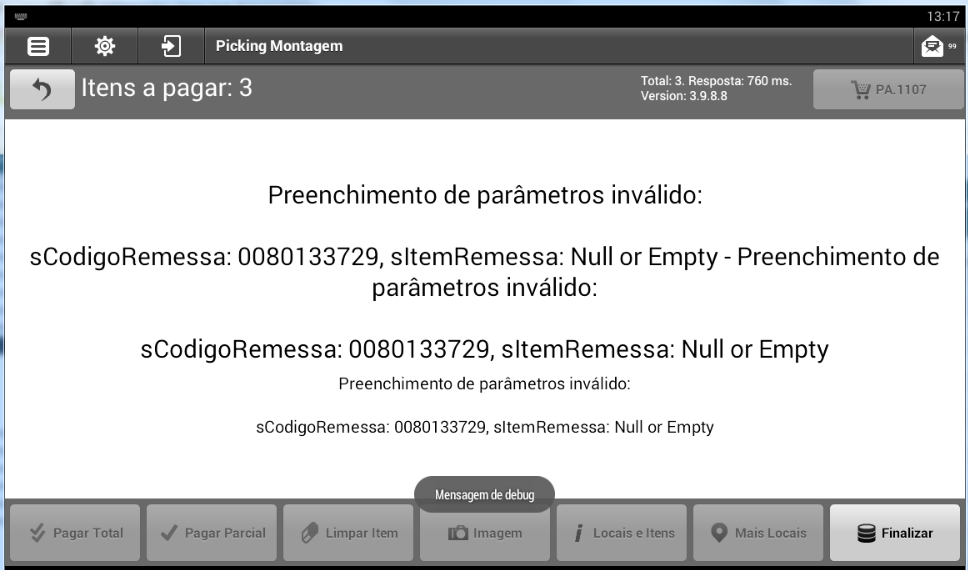 13:17
Picking Montagem
99
Itens a pagar: 3
Total: 3. Resposta: 760 ms.
Version: 3.9.8.8
PA.1107
Preenchimento de parâmetros inválido:
sCodigoRemessa: 0080133729, sItemRemessa: Null or Empty - Preenchimento de
parâmetros inválido:
sCodigoRemessa: 0080133729, sItemRemessa: Null or Empty
Preenchimento de parâmetros inválido:
sCodigoRemessa: 0080133729, sItemRemessa: Null or Empty
Mensagem de debug
Pagar Total
Pagar Parcial
Limpar Item
Imagem
Locais e Itens
Mais Locais
Finalizar